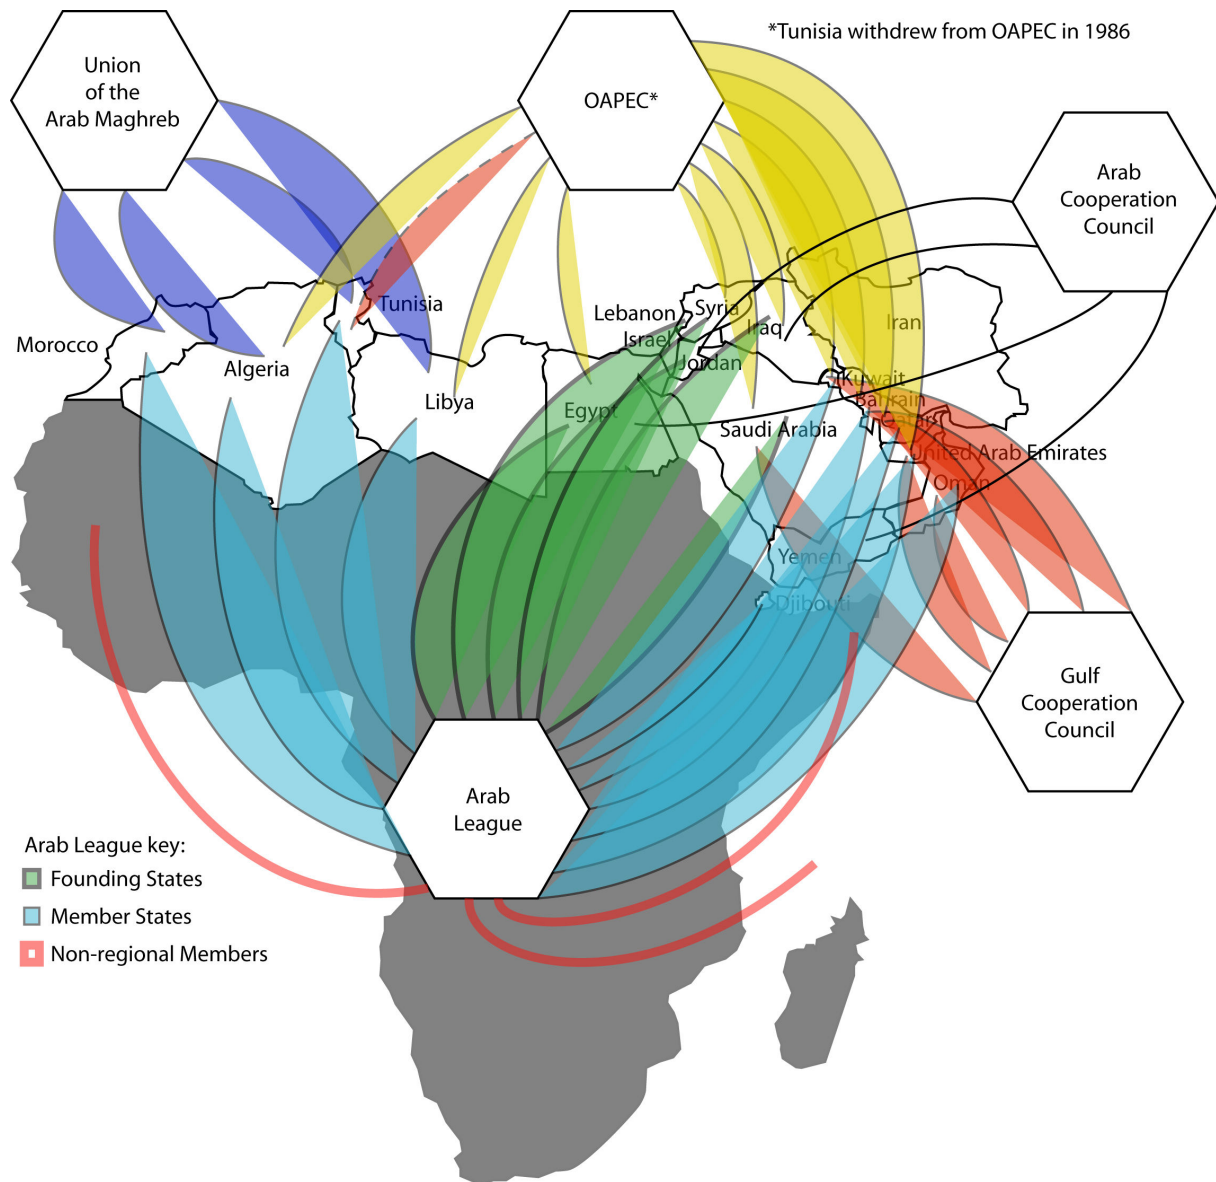 *Tunisia withdrew from OAPEC in 1986
Union
of the
Arab Maghreb
OAPEC*
Arab
Cooperation
Council
Tunisia
Lebanon
Syria
Israel
Iraq
Iran
Morocco
Algeria
Jordan
Kuwait
Libya
Egypt
Bahrain
Qatar
Saudi Arabia
United Arab Emirates
Oman
Yemen
Djibouti
Gulf
Cooperation
Council
Arab
League
Arab League key:
Founding States
Member States
Non-regional Members